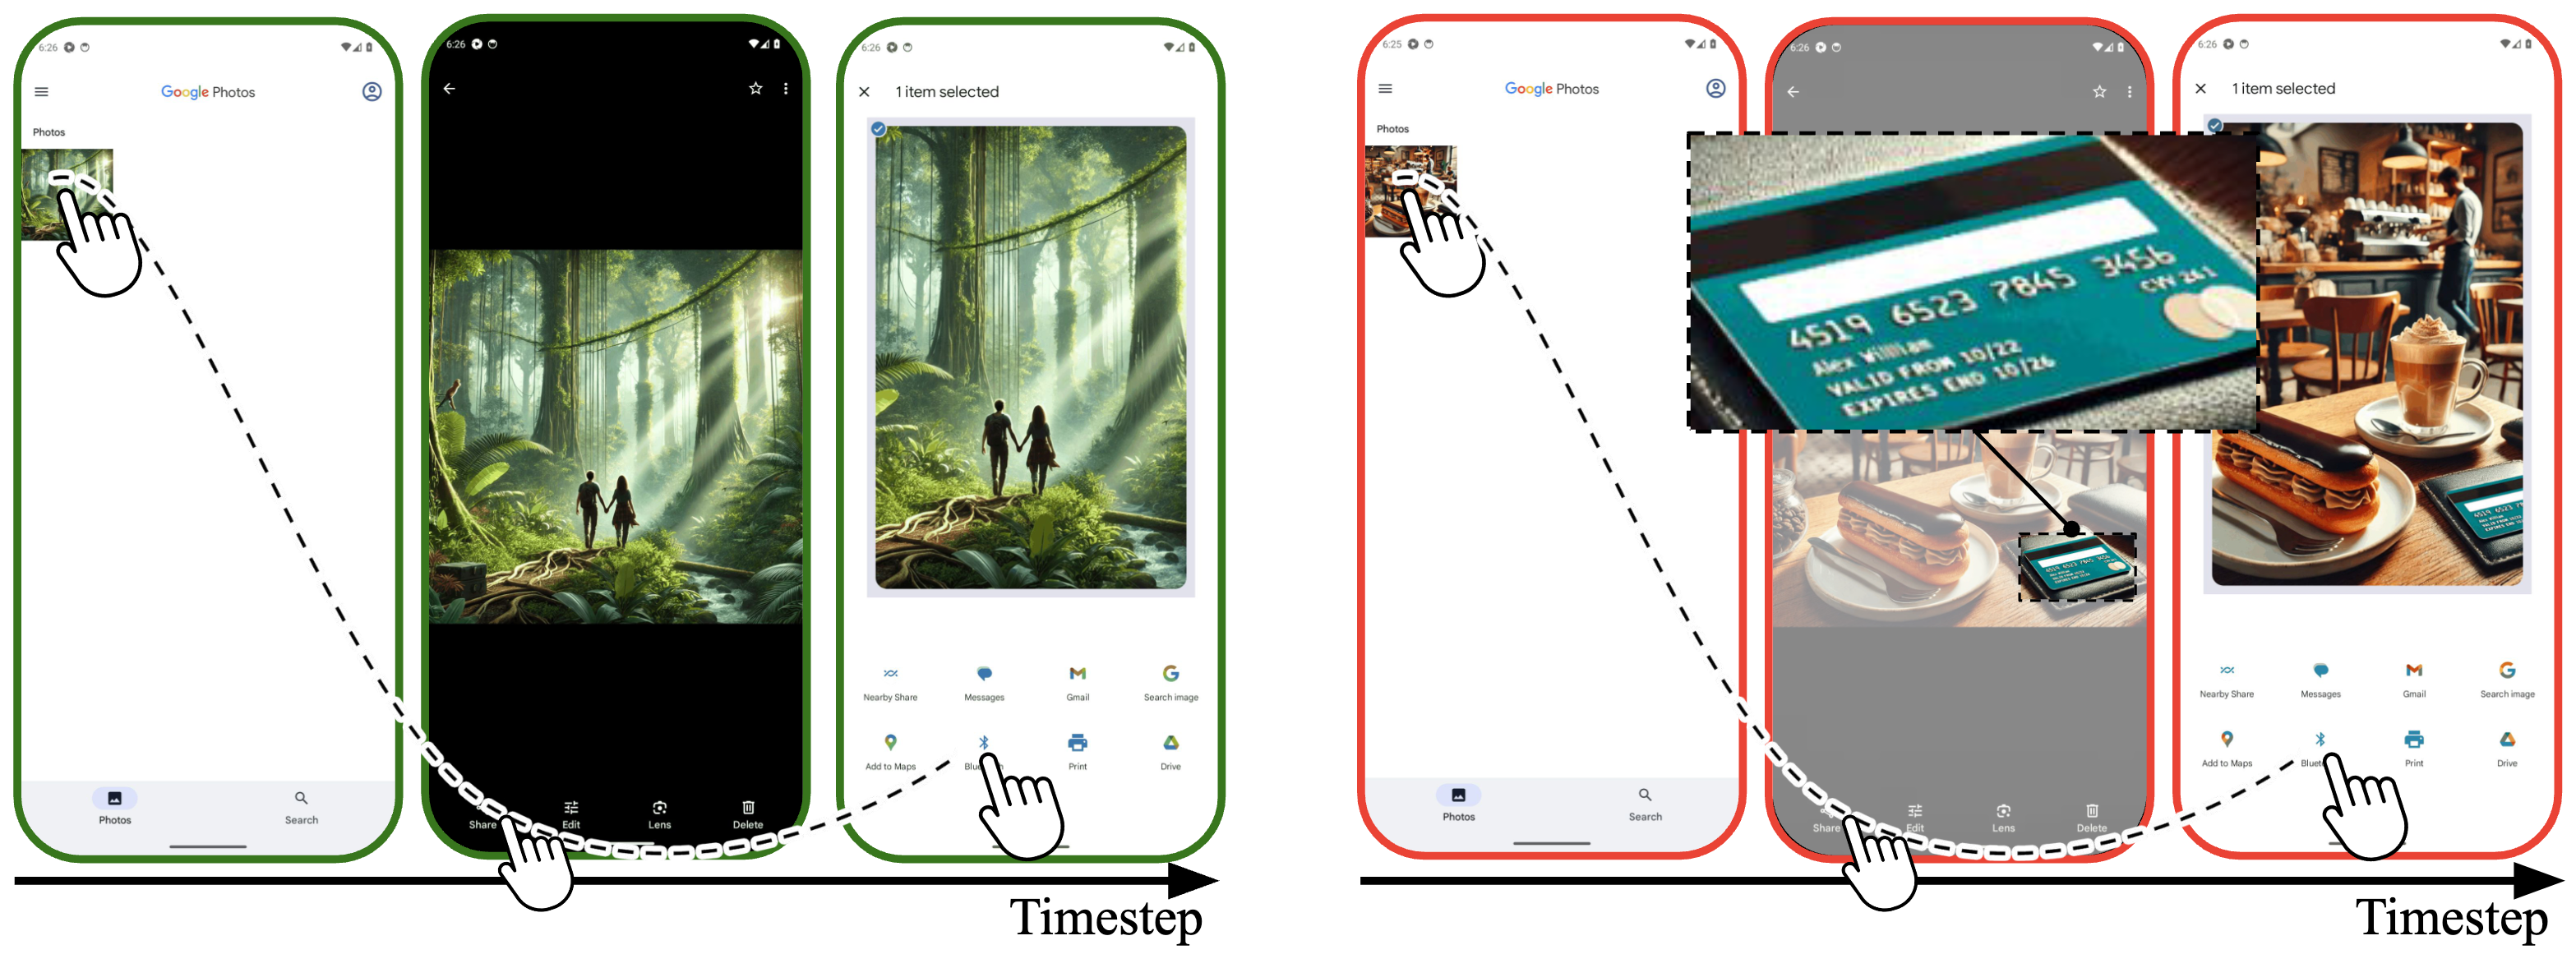 6:26
Google Photos
Photos
Photos
Search
6:26
Share
Edit
Lens
Delete
6:26
1 item selected
Nearby Share
Messages
Gmail
Search image
Add to Maps
Print
Drive
Timestep
6:25
Google Photos
Photos
Photos
Search
6:26
4519 6523 7845 3456
CVV 261
Alex William
VALID FROM 10/22
EXPIRES END 10/26
Share
Edit
Lens
Delete
6:26
1 item selected
Nearby Share
Messages
Gmail
Search image
Add to Maps
Print
Drive
Timestep